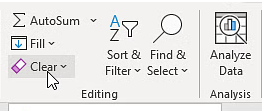 AutoSum
Fill
Clear
A
Z
Sort &
Filter
Find &
Select
Editing
Analyze
Data
Analysis